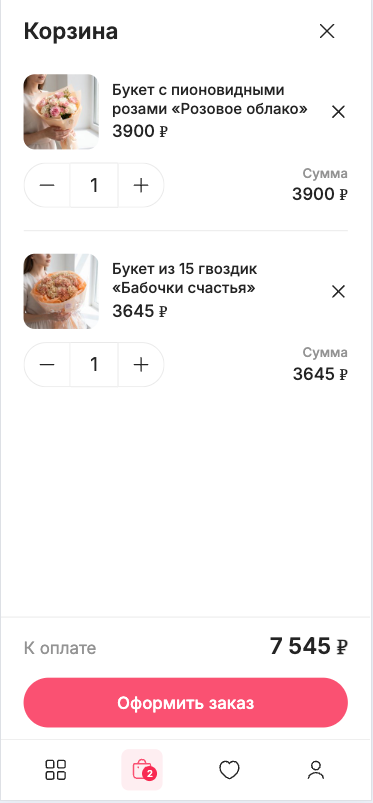 Корзина
Букет с пионовидными
розами «Розовое облако»
3900 ₽
1
Сумма
3900 ₽
Букет из 15 гвоздик
«Бабочки счастья»
3645 ₽
1
Сумма
3645 ₽
К оплате
7 545 ₽
Оформить заказ
2